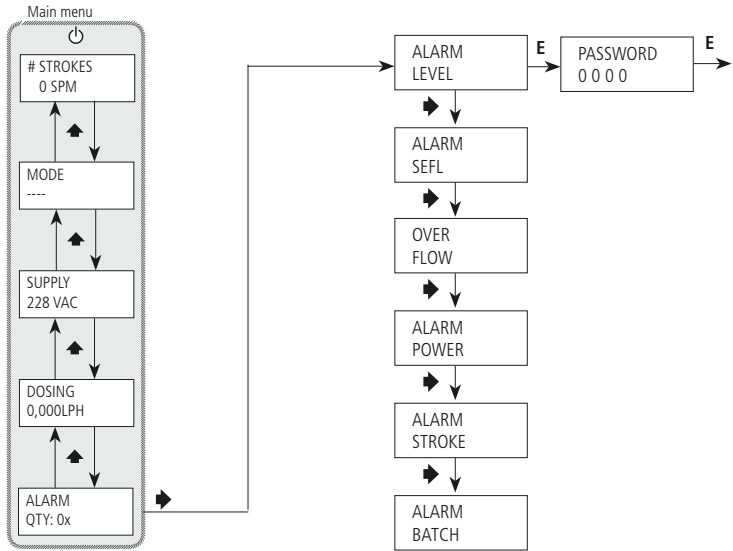 Main menu
# STROKES
0 SPM
MODE
----
SUPPLY
228 VAC
DOSING
0,000LPH
ALARM
QTY: 0x
ALARM
LEVEL
E
PASSWORD
0 0 0 0
E
ALARM
SEFL
OVER
FLOW
ALARM
POWER
ALARM
STROKE
ALARM
BATCH